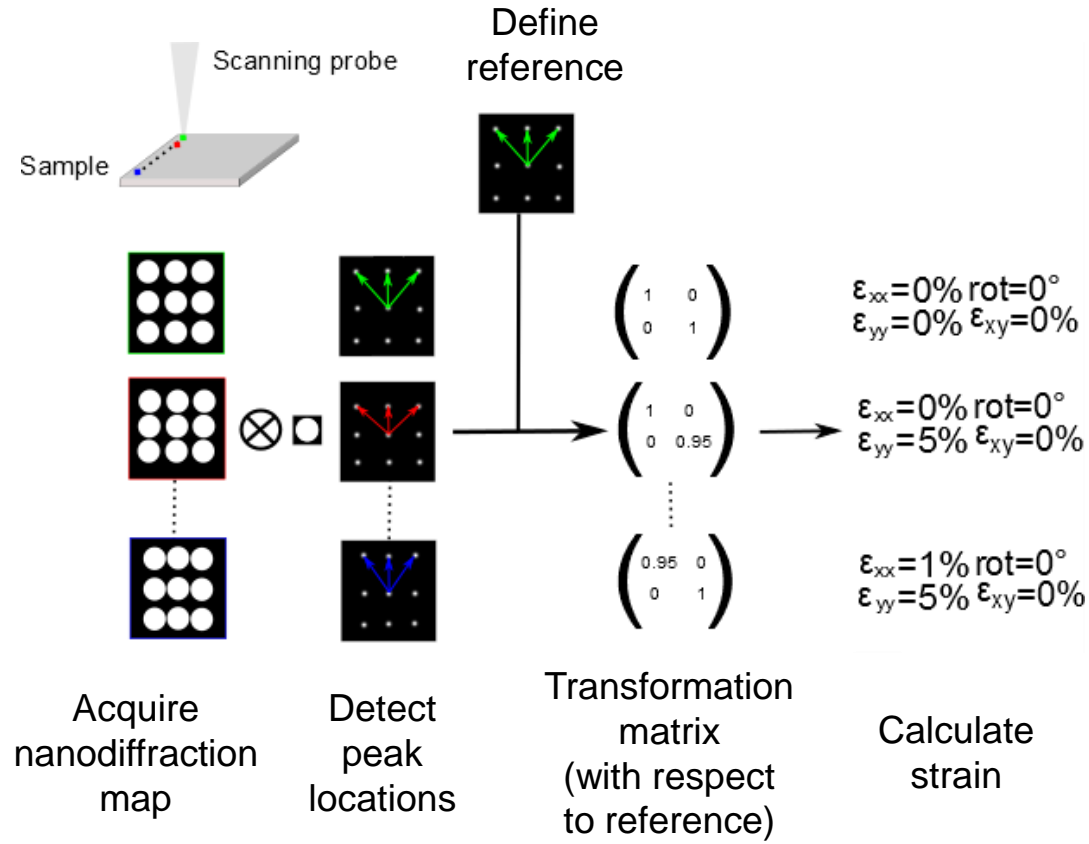 Define
reference
Scanning probe
Sample
1 0
0 1
εxx=0% rot=0°
εyy=0% εxy=0%
1 0
0 0.95
εxx=0% rot=0°
εyy=5% εxy=0%
0.95 0
0 1
εxx=1% rot=0°
εyy=5% εxy=0%
Acquire
nanodiffraction
map
Detect
peak
locations
Transformation
matrix
(with respect
to reference)
Calculate
strain